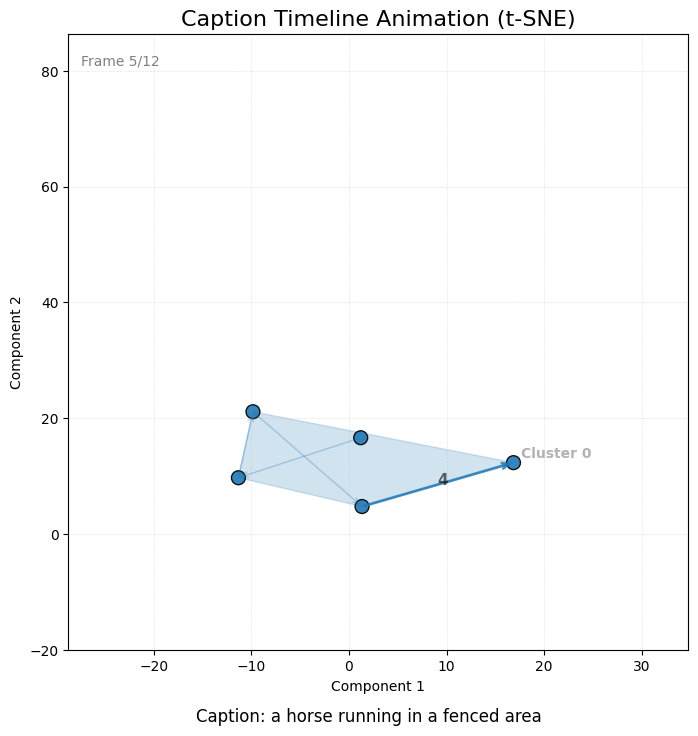 Caption Timeline Animation (t-SNE)
Frame 5/12
80
60
40
20
0
−20
Component 2
Cluster 0
4
−20
−10
0
10
20
30
Component 1
Caption: a horse running in a fenced area